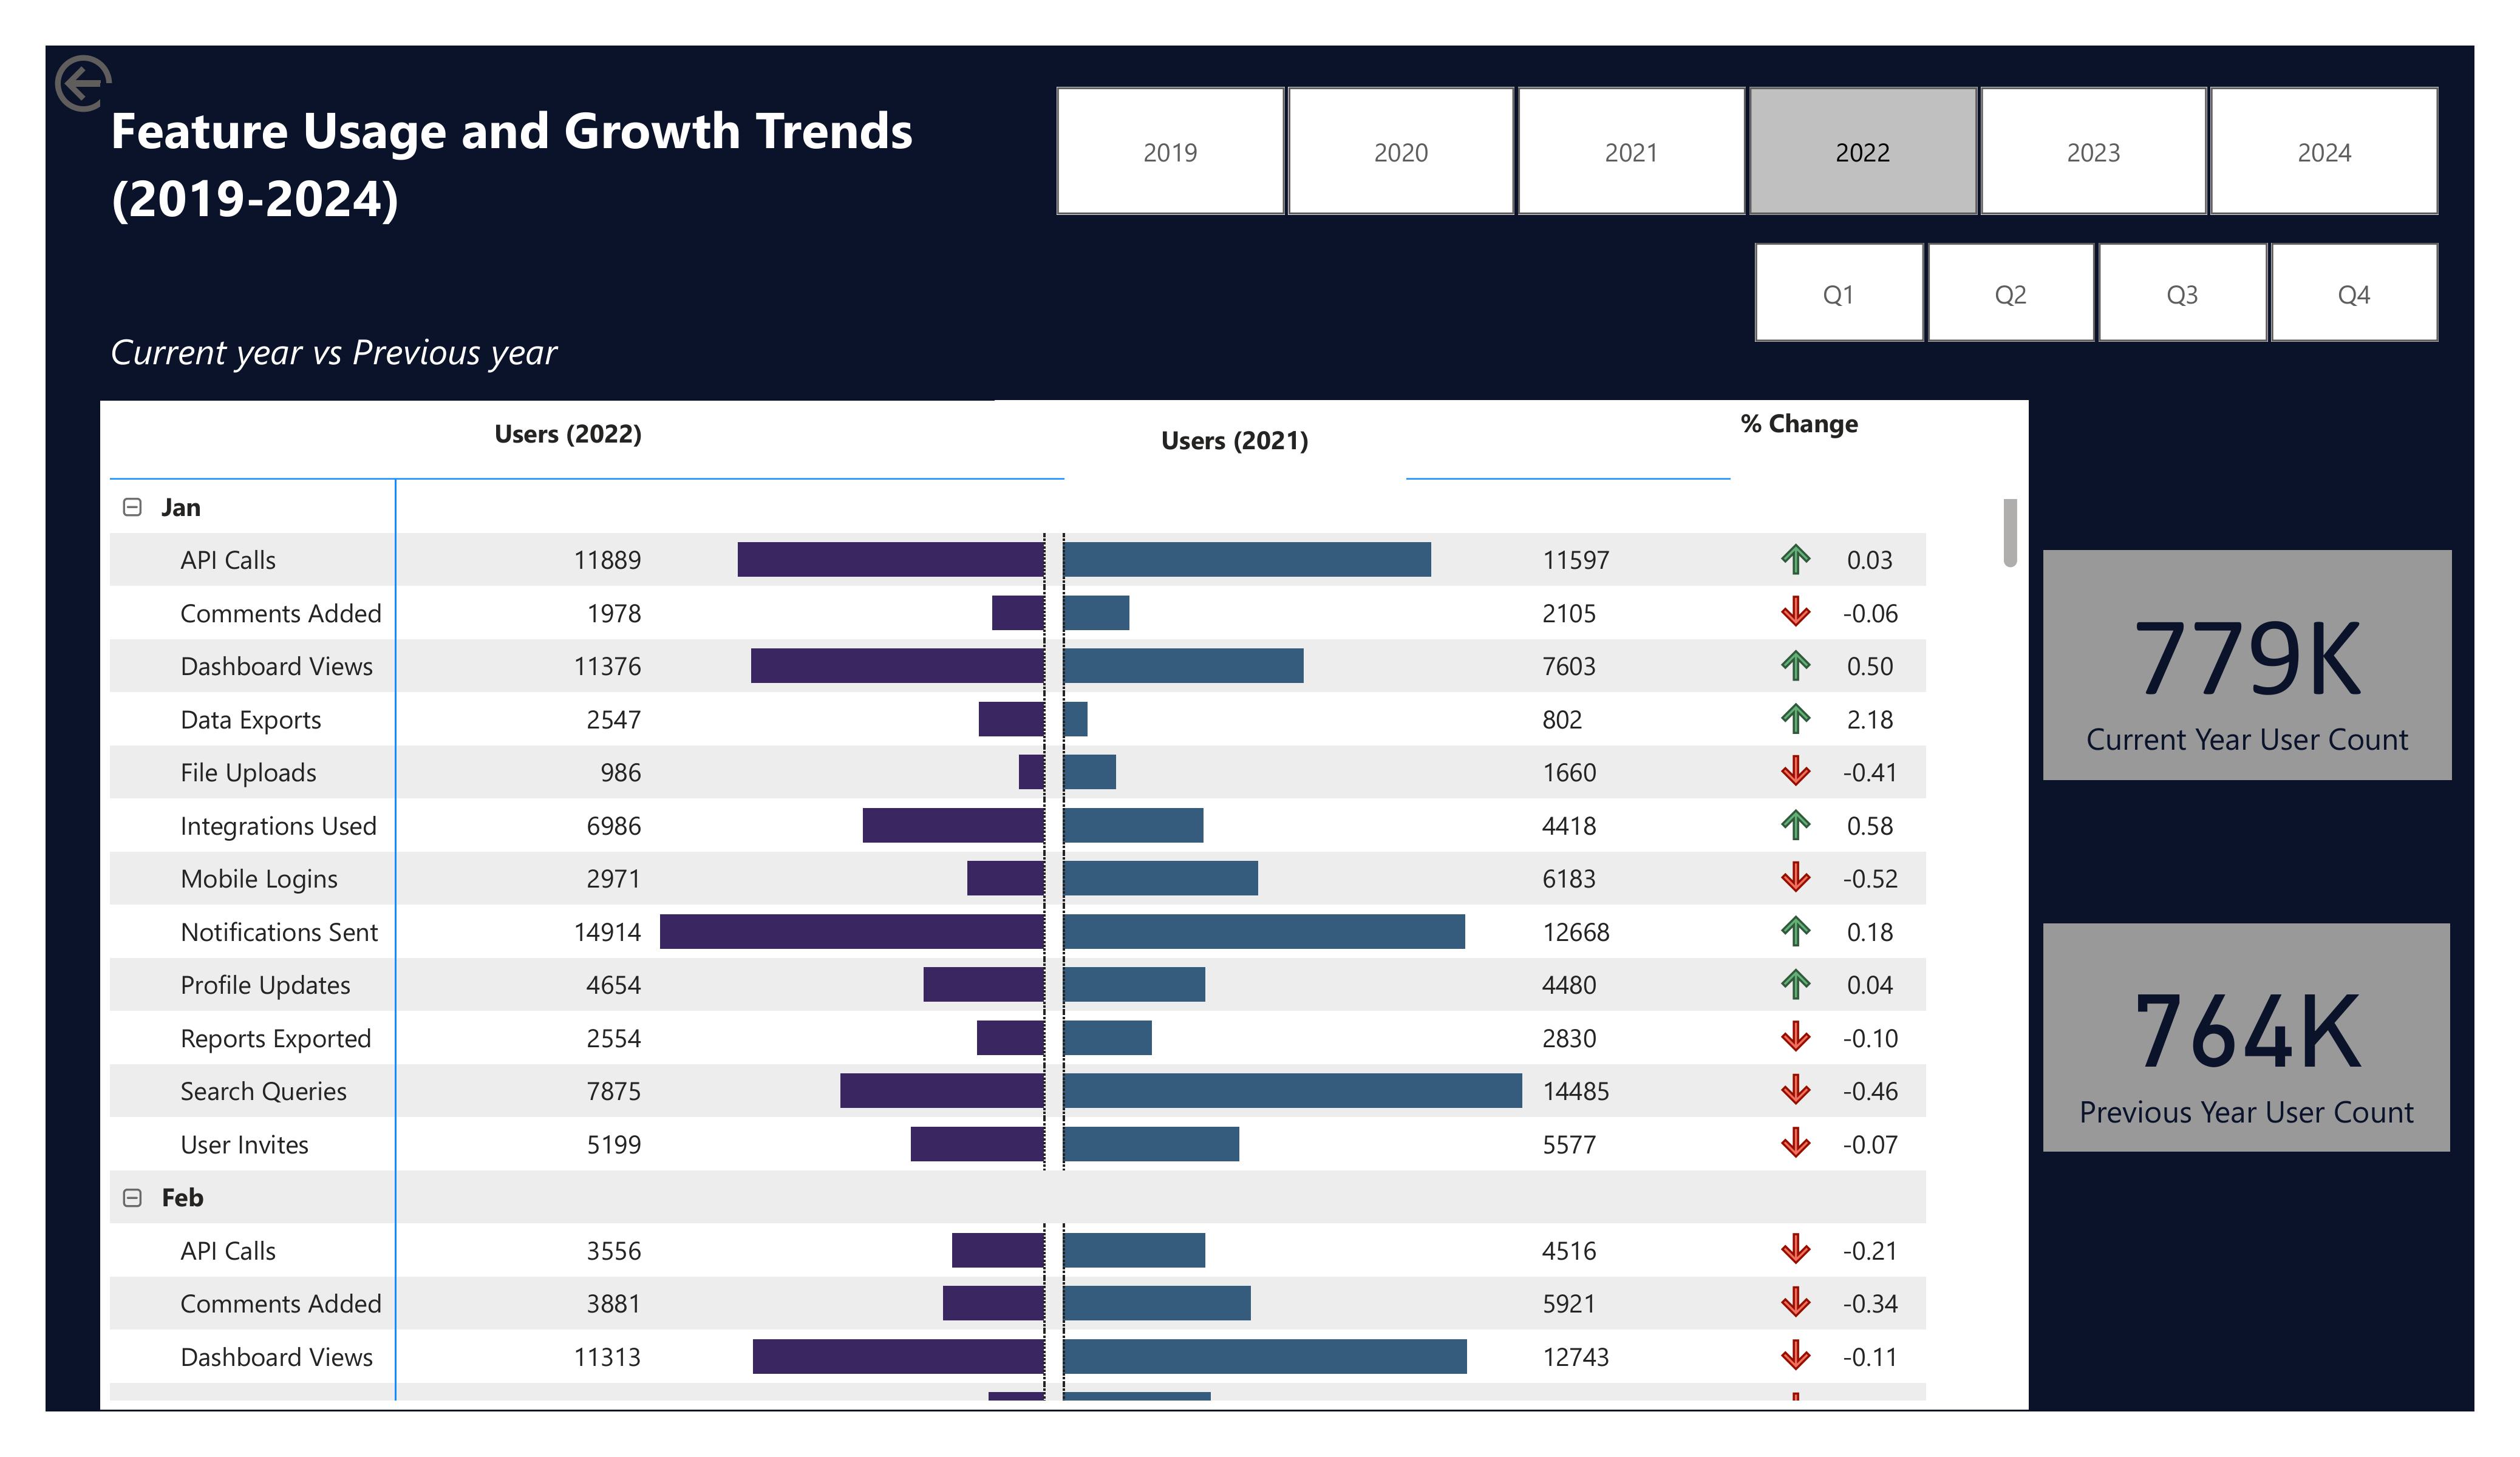 Feature Usage and Growth Trends
(2019-2024)
2019 2020 2021 2022 2023 2024
Q1 Q2 Q3 Q4
Current year vs Previous year
Users (2022) Users (2021) % Change
Jan
API Calls 11889 11597 0.03
Comments Added 1978 2105 -0.06
Dashboard Views 11376 7603 0.50
Data Exports 2547 802 2.18
File Uploads 986 1660 -0.41
Integrations Used 6986 4418 0.58
Mobile Logins 2971 6183 -0.52
Notifications Sent 14914 12668 0.18
Profile Updates 4654 4480 0.04
Reports Exported 2554 2830 -0.10
Search Queries 7875 14485 -0.46
User Invites 5199 5577 -0.07
Feb
API Calls 3556 4516 -0.21
Comments Added 3881 5921 -0.34
Dashboard Views 11313 12743 -0.11
779K
Current Year User Count
764K
Previous Year User Count